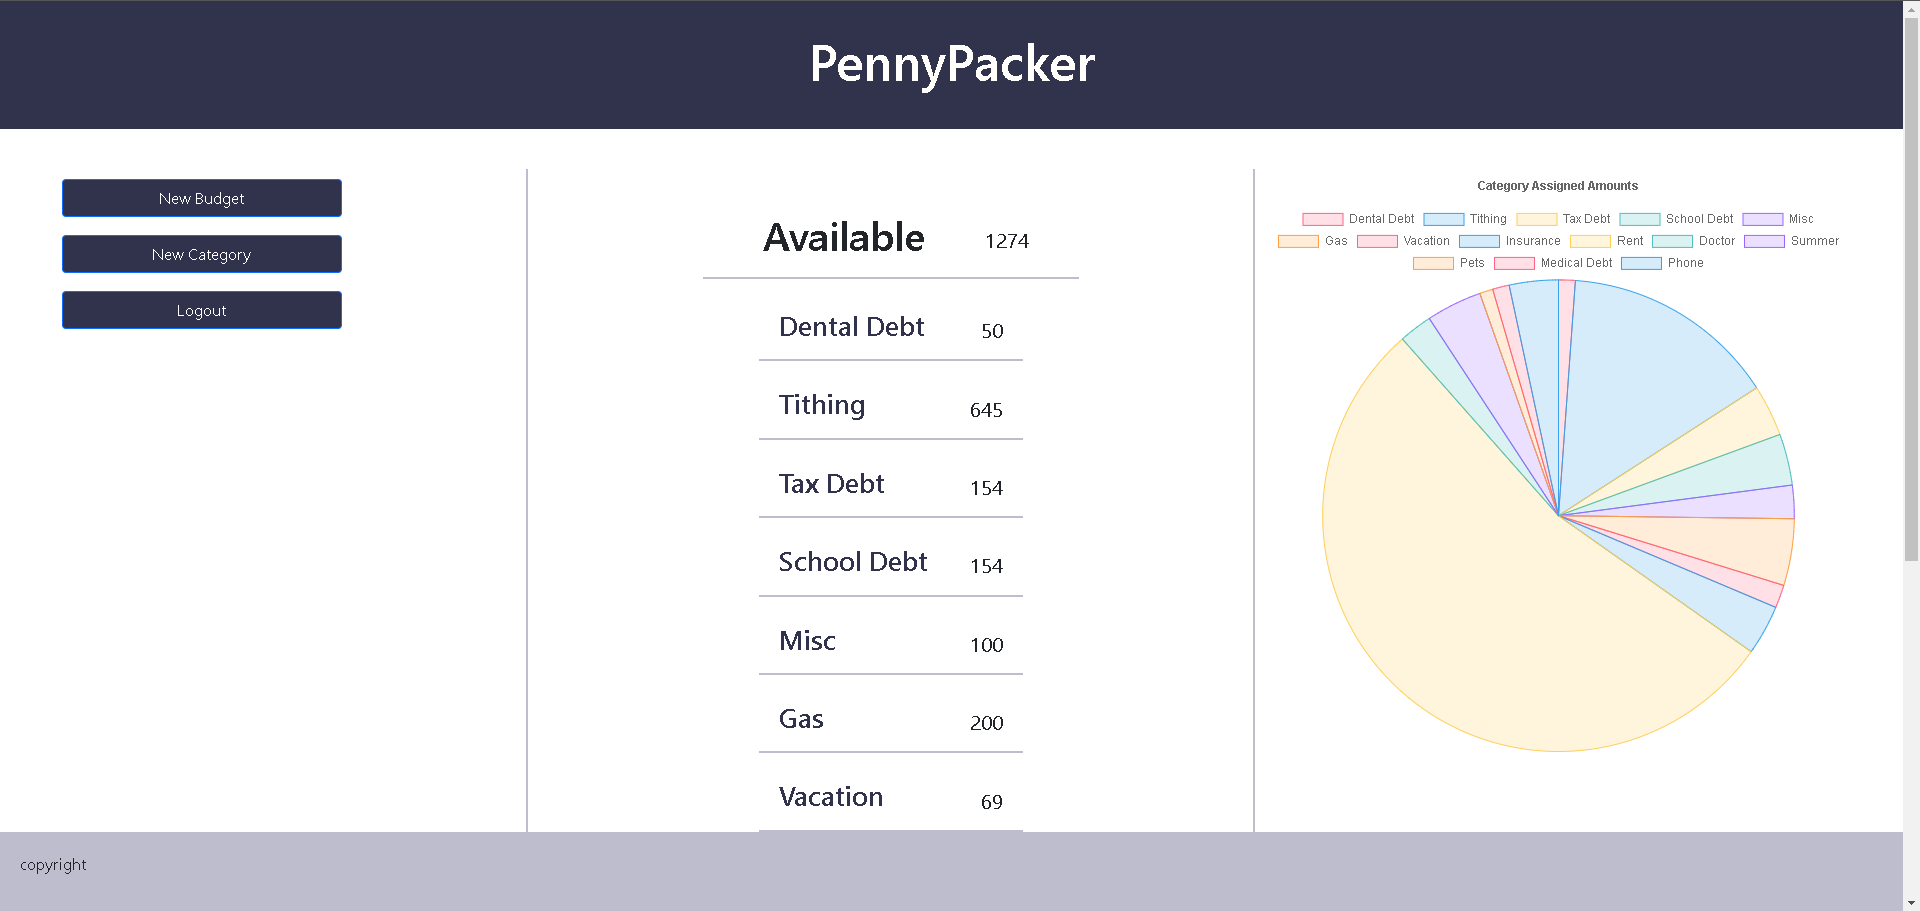 PennyPacker
New Budget
New Category
Logout
Available 1274
Dental Debt 50
Tithing 645
Tax Debt 154
School Debt 154
Misc 100
Gas 200
Vacation 69
Category Assigned Amounts
Dental Debt Tithing Tax Debt School Debt Misc
Gas Vacation Insurance Rent Doctor Summer
Pets Medical Debt Phone
copyright